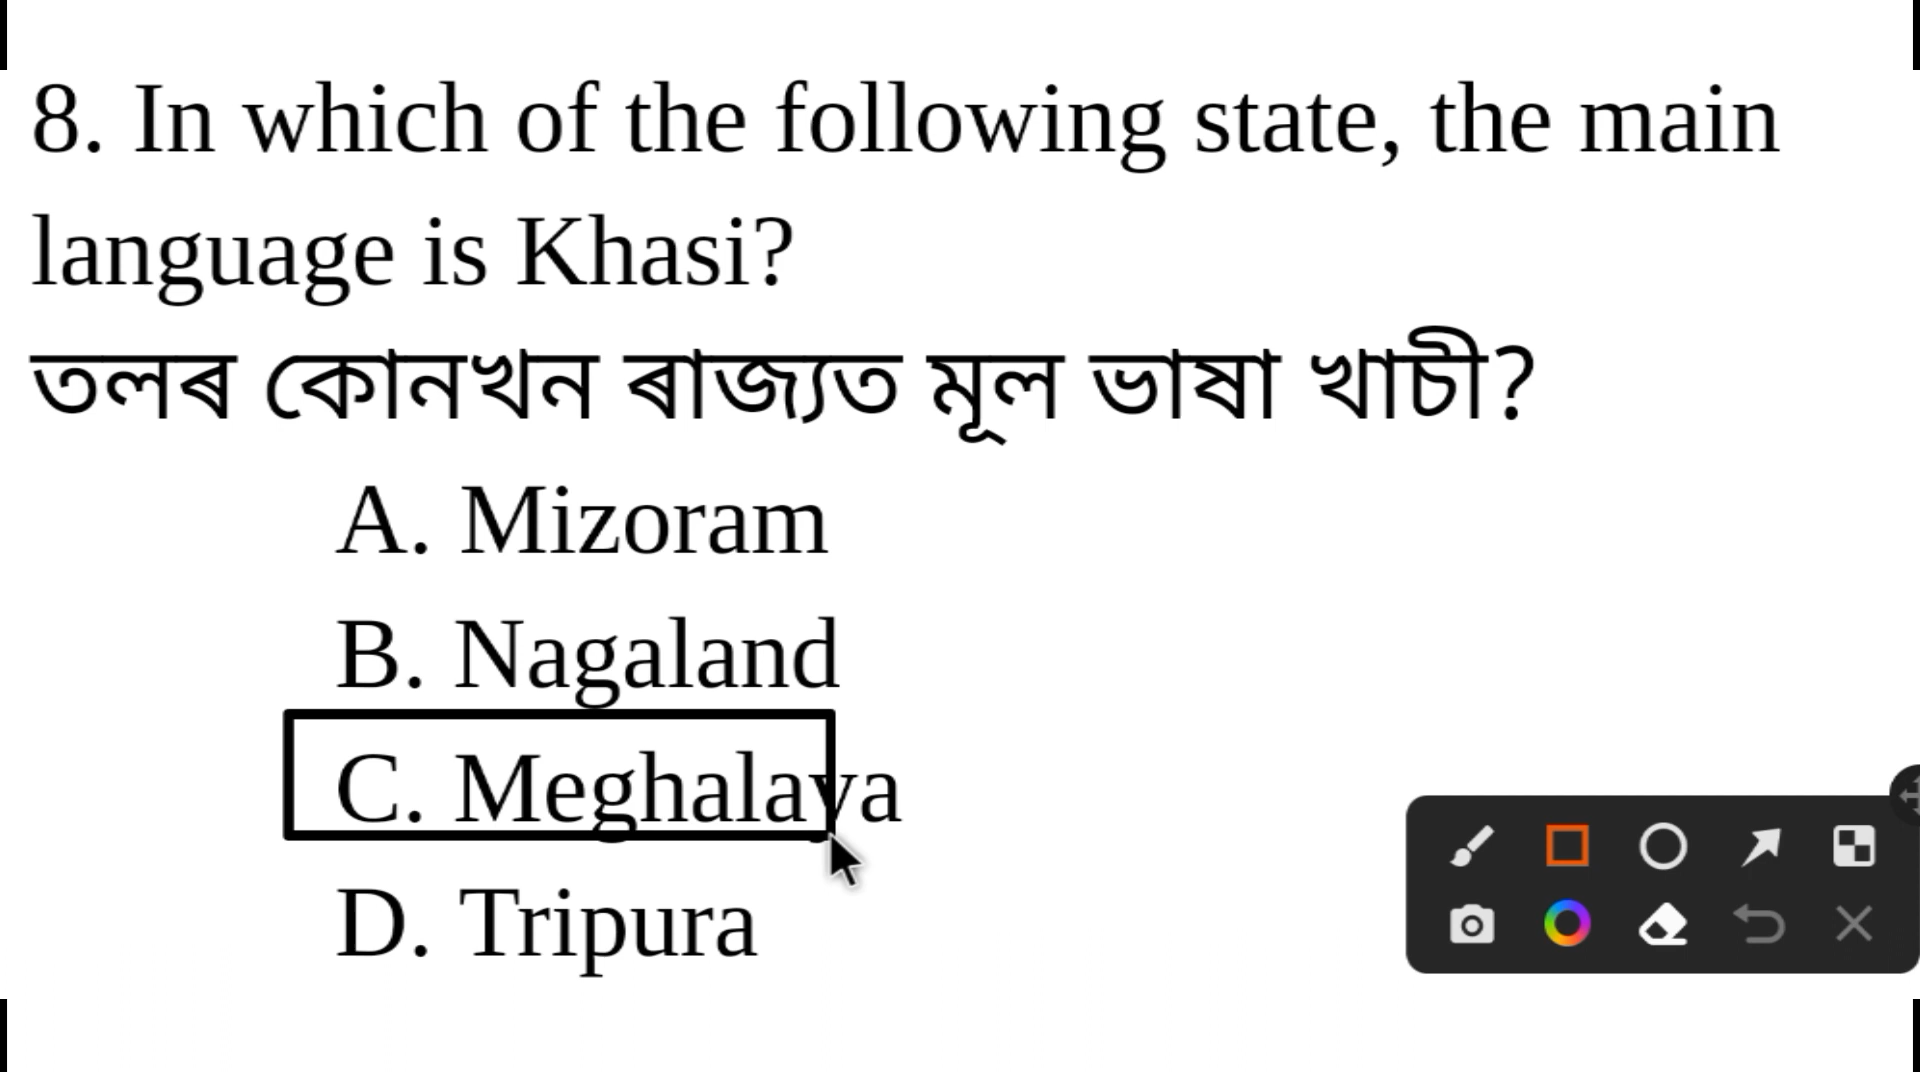 8. In which of the following state, the main
language is Khasi?
তলৰ কোনখন ৰাজ্যত মূল ভাষা খাচী?
A. Mizoram
B. Nagaland
C. Meghalaya
D. Tripura